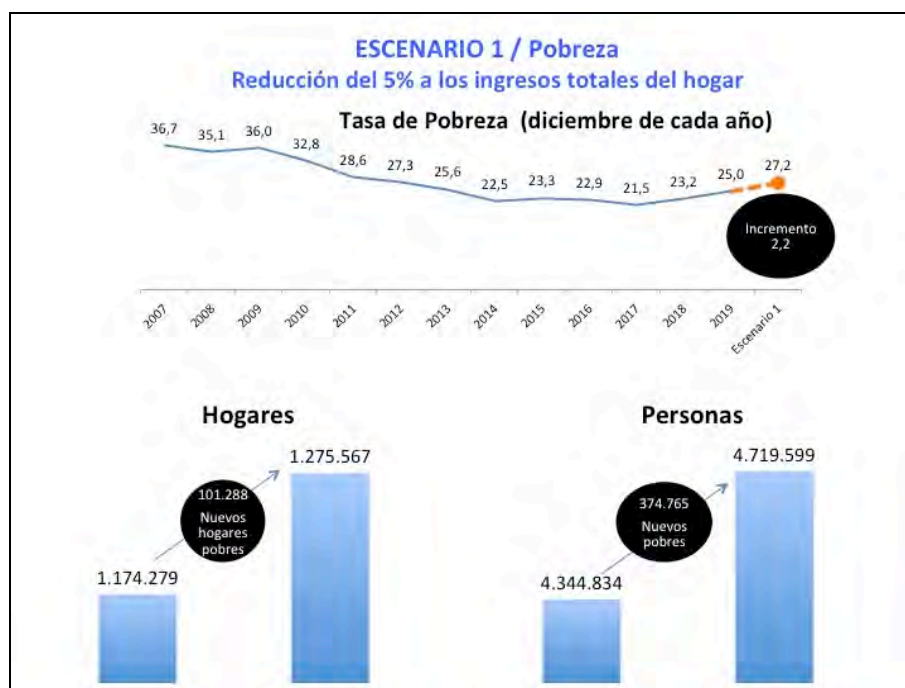 ESCENARIO 1 / Pobreza
Reducción del 5% a los ingresos totales del hogar
Tasa de Pobreza (diciembre de cada año)
36,7 35,1 36,0 32,8 28,6 27,3 25,6 22,5 23,3 22,9 21,5 23,2 25,0 27,2
Incremento
2,2
2007 2008 2009 2010 2011 2012 2013 2014 2015 2016 2017 2018 2019 Escenario 1
Hogares
1.275.567
101.288
Nuevos
hogares
pobres
1.174.279
Personas
4.719.599
374.765
Nuevos
pobres
4.344.834